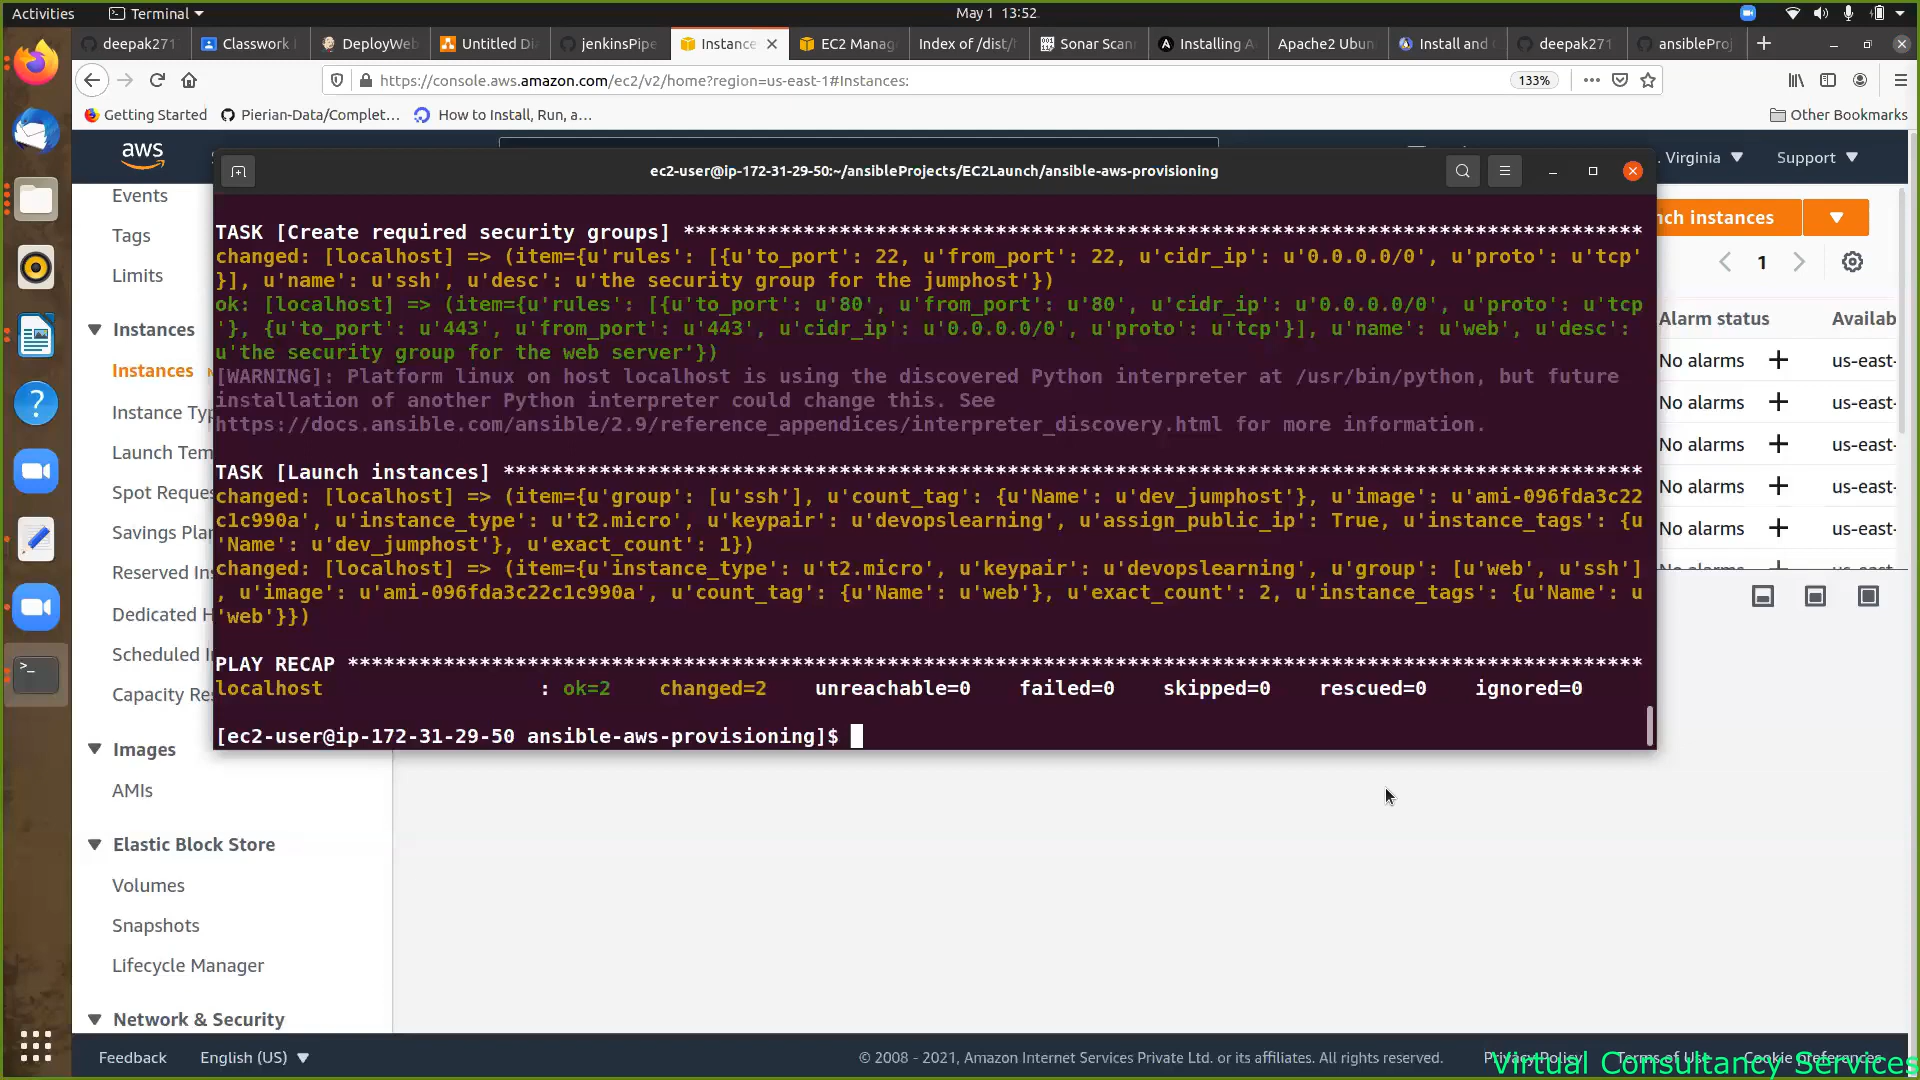 Activities
Terminal
May 1 13:52
deepak271
Classwork
DeployWeb
Untitled Di
jenkinsPipe
Instance
EC2 Manag
Index of /dist/
Sonar Scan
Installing A
Apache2 Ubun
Install and
deepak271
ansiblePro
https://console.aws.amazon.com/ec2/v2/home?region=us-east-1#Instances:
133%
Getting Started
Pierian-Data/Complet...
How to Install, Run, a...
Other Bookmarks
aws
Virginia
Support
ec2-user@ip-172-31-29-50:~/ansibleProjects/EC2Launch/ansible-aws-provisioning
Events
Tags
Limits
Instances
Instances
Instance Ty
Launch Tem
Spot Reque
Savings Pla
Reserved In
Dedicated H
Scheduled I
Capacity Re
Images
AMIs
Elastic Block Store
Volumes
Snapshots
Lifecycle Manager
Network & Security
TASK [Create required security groups] ********************************************************************************
changed: [localhost] => (item={u'rules': [{u'to_port': 22, u'from_port': 22, u'cidr_ip': u'0.0.0.0/0', u'proto': u'tcp'
}], u'name': u'ssh', u'desc': u'the security group for the jumphost'})
ok: [localhost] => (item={u'rules': [{u'to_port': u'80', u'from_port': u'80', u'cidr_ip': u'0.0.0.0/0', u'proto': u'tcp
'}, {u'to_port': u'443', u'from_port': u'443', u'cidr_ip': u'0.0.0.0/0', u'proto': u'tcp'}], u'name': u'web', u'desc':
u'the security group for the web server'})
[WARNING]: Platform linux on host localhost is using the discovered Python interpreter at /usr/bin/python, but future
installation of another Python interpreter could change this. See
https://docs.ansible.com/ansible/2.9/reference_appendices/interpreter_discovery.html for more information.
TASK [Launch instances] ***********************************************************************************************
changed: [localhost] => (item={u'group': [u'ssh'], u'count_tag': {u'Name': u'dev_jumphost'}, u'image': u'ami-096fda3c22
c1c990a', u'instance_type': u't2.micro', u'keypair': u'devopslearning', u'assign_public_ip': True, u'instance_tags': {u
'Name': u'dev_jumphost'}, u'exact_count': 1})
changed: [localhost] => (item={u'instance_type': u't2.micro', u'keypair': u'devopslearning', u'group': [u'web', u'ssh']
, u'image': u'ami-096fda3c22c1c990a', u'count_tag': {u'Name': u'web'}, u'exact_count': 2, u'instance_tags': {u'Name': u
'web'}})
PLAY RECAP ************************************************************************************************************
localhost : ok=2 changed=2 unreachable=0 failed=0 skipped=0 rescued=0 ignored=0
[ec2-user@ip-172-31-29-50 ansible-aws-provisioning]$
nch instances
1
Alarm status Availab
No alarms + us-east-
No alarms + us-east-
No alarms + us-east-
No alarms + us-east-
No alarms + us-east-
Feedback
English (US)
© 2008 - 2021, Amazon Internet Services Private Ltd. or its affiliates. All rights reserved.
Privacy Policy
Terms of Use
Cookie preferences
Virtual Consultancy Services